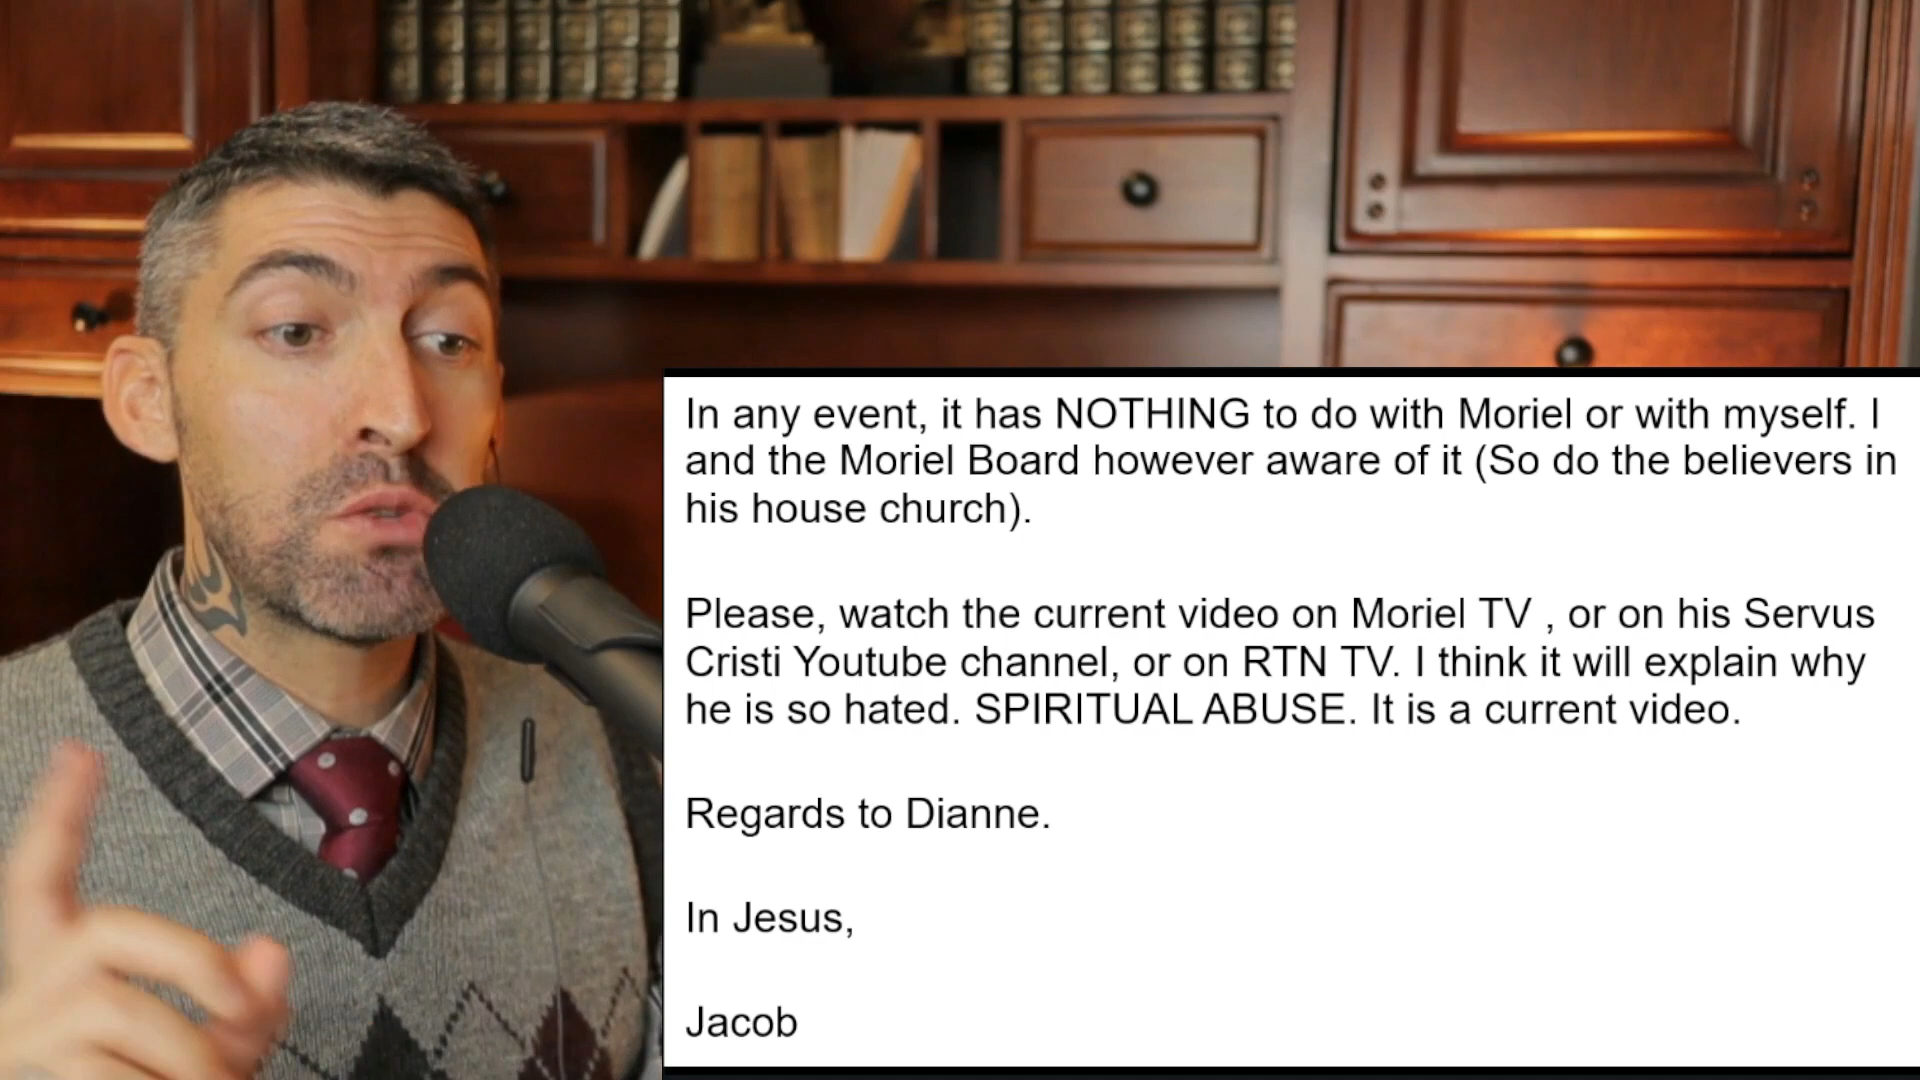 In any event, it has NOTHING to do with Moriel or with myself. I
and the Moriel Board however aware of it (So do the believers in
his house church).
Please, watch the current video on Moriel TV , or on his Servus
Cristi Youtube channel, or on RTN TV. I think it will explain why
he is so hated. SPIRITUAL ABUSE. It is a current video.
Regards to Dianne.
In Jesus,
Jacob